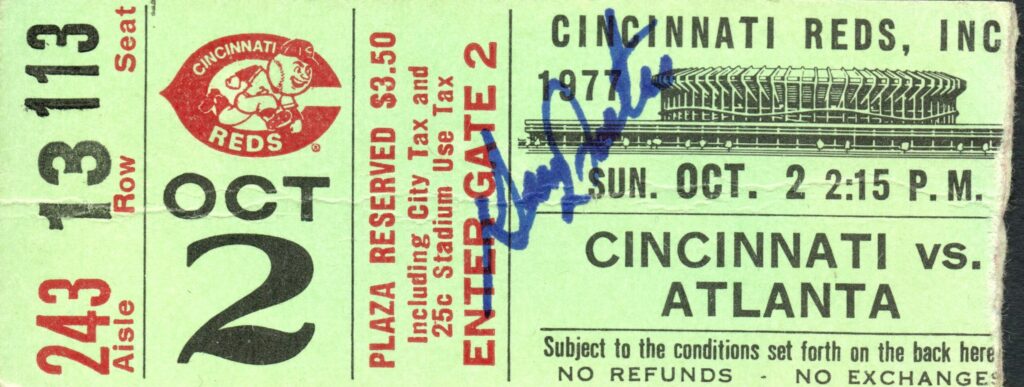 113
Seat
13
Row
243
Aisle
CINCINNATI
REDS
®
OCT
2
PLAZA RESERVED $3.50
Including City Tax and
25c Stadium Use Tax
ENTER GATE 2
CINCINNATI REDS, INC
1977
SUN. OCT. 2 2:15 P.M.
CINCINNATI vs.
ATLANTA
Subject to the conditions set forth on the back here
NO REFUNDS - NO EXCHANGES